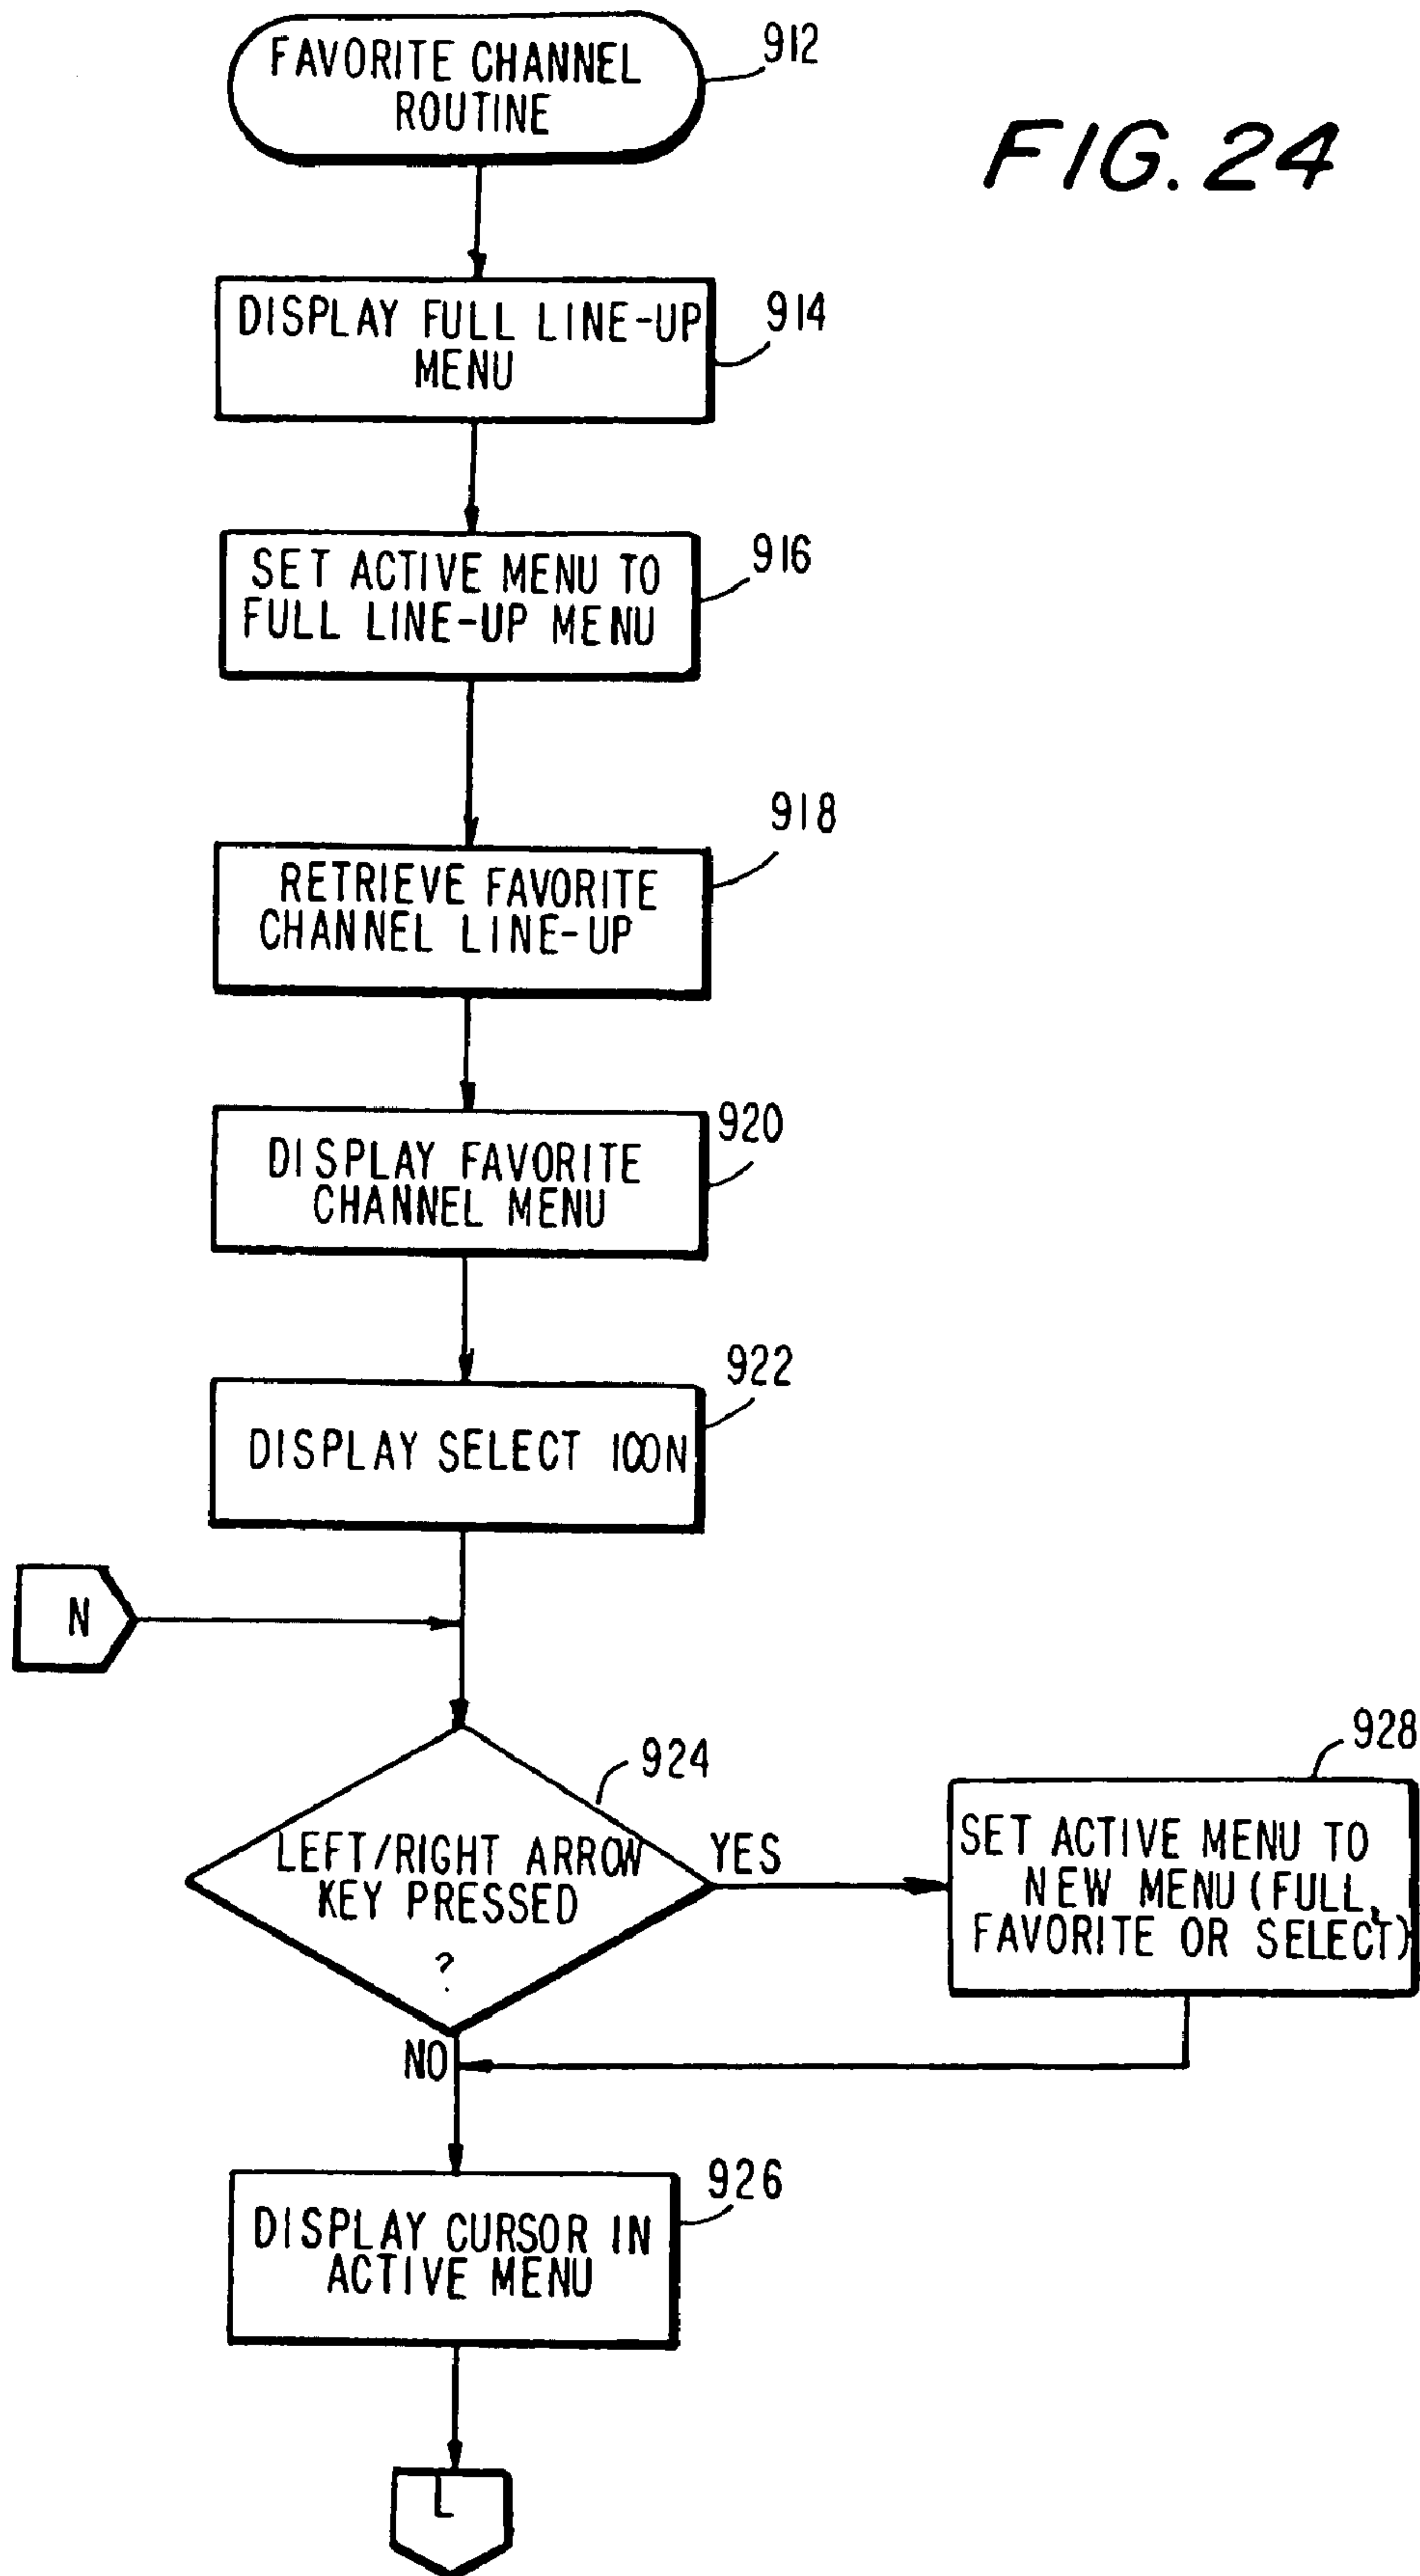 FAVORITE CHANNEL
ROUTINE
912
FIG. 24
DISPLAY FULL LINE-UP
MENU
914
SET ACTIVE MENU TO
FULL LINE-UP MENU
916
RETRIEVE FAVORITE
CHANNEL LINE-UP
918
DISPLAY FAVORITE
CHANNEL MENU
920
DISPLAY SELECT ICON
922
N
LEFT/RIGHT ARROW
KEY PRESSED
?
924
YES
NO
SET ACTIVE MENU TO
NEW MENU (FULL,
FAVORITE OR SELECT)
928
DISPLAY CURSOR IN
ACTIVE MENU
926
L